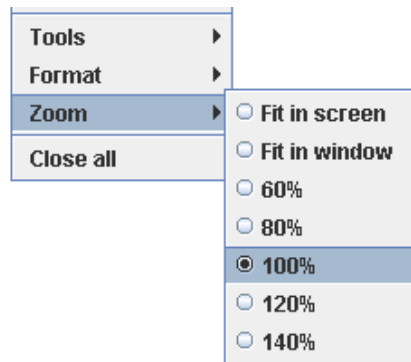 Tools
Format
Zoom
Close all
Fit in screen
Fit in window
60%
80%
100%
120%
140%